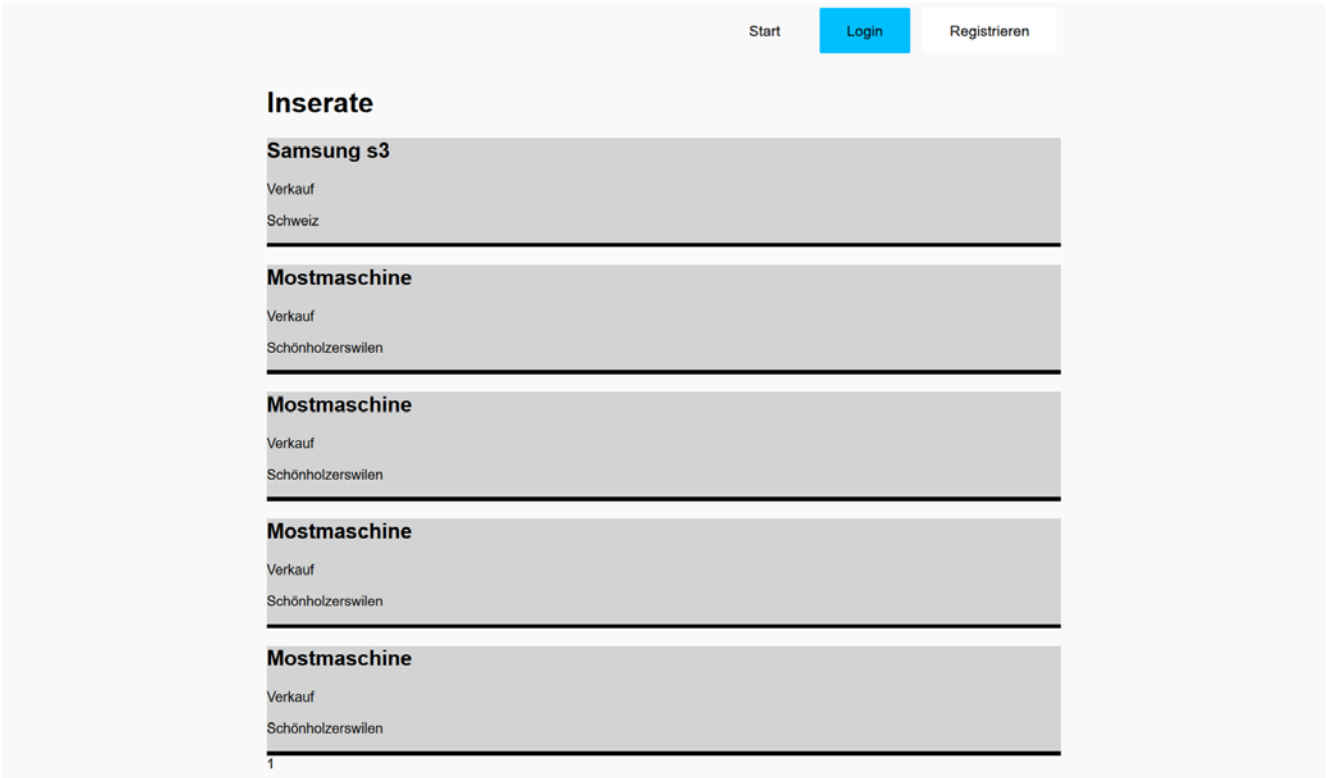 Start Login Registrieren
Inserate
Samsung s3
Verkauf
Schweiz
Mostmaschine
Verkauf
Schönholzerswilen
Mostmaschine
Verkauf
Schönholzerswilen
Mostmaschine
Verkauf
Schönholzerswilen
Mostmaschine
Verkauf
Schönholzerswilen
1